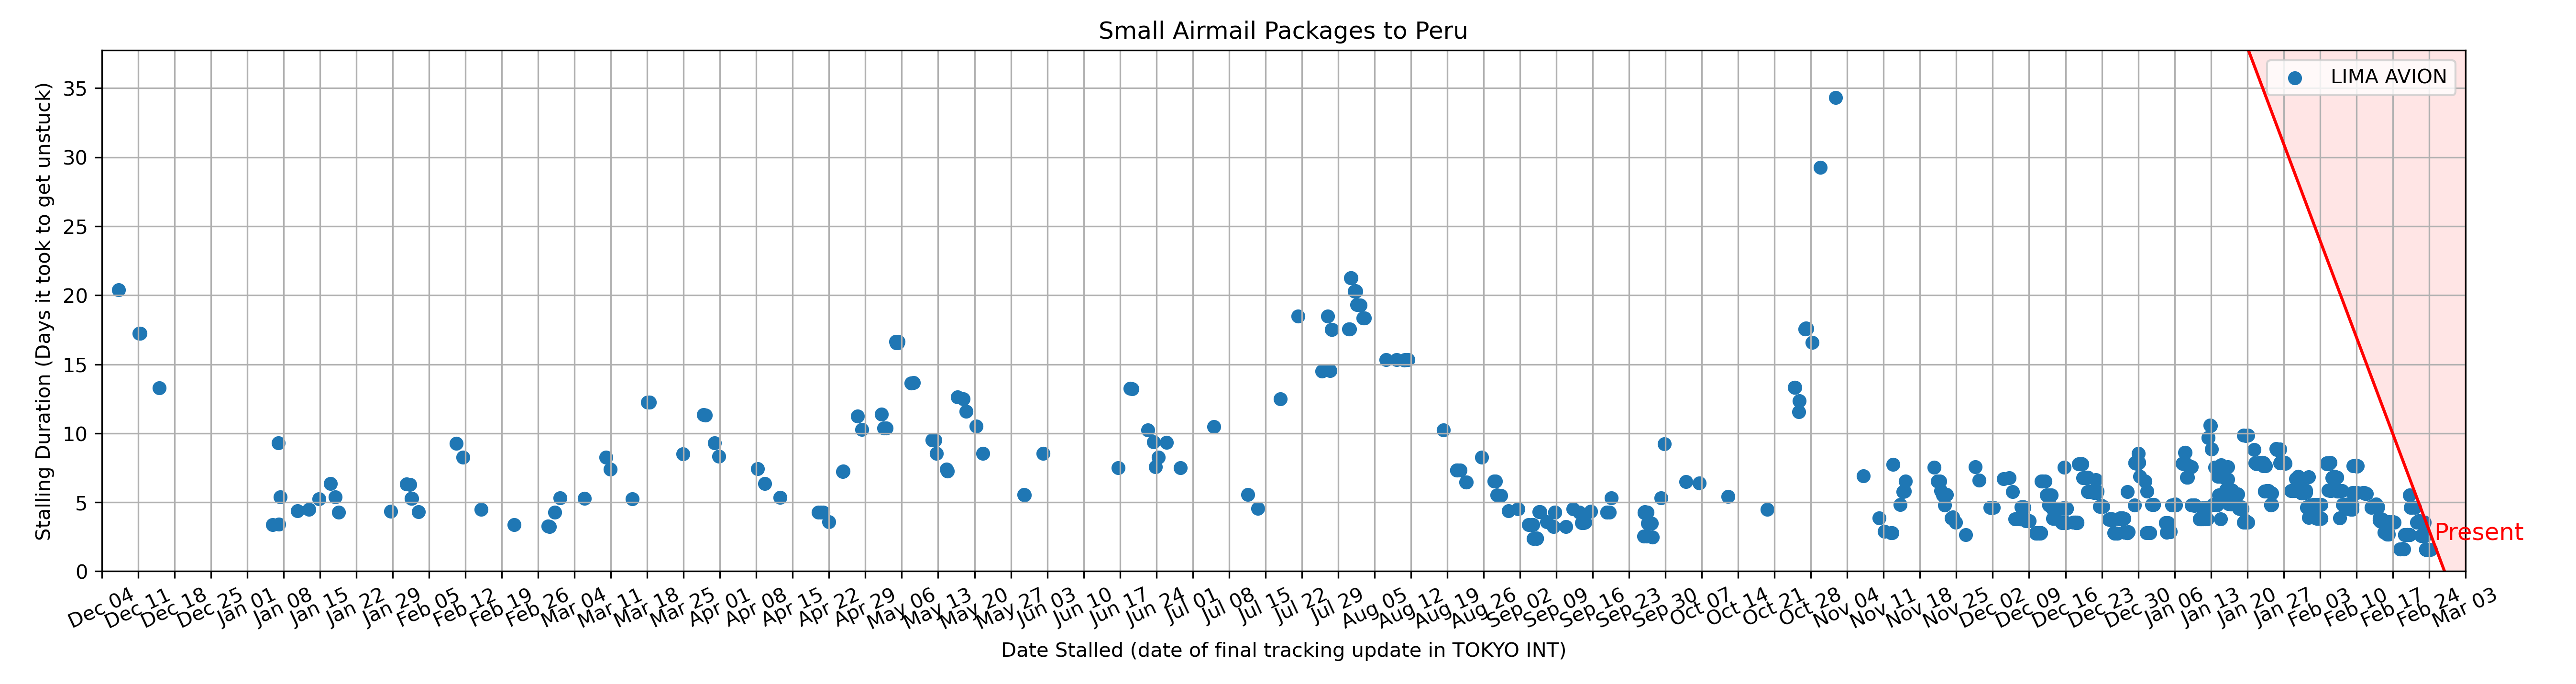 Small Airmail Packages to Peru
LIMA AVION
35
30
25
20
15
10
5
0
Stalling Duration (Days it took to get unstuck)
Present
Dec 04
Dec 11
Dec 18
Dec 25
Jan 01
Jan 08
Jan 15
Jan 22
Jan 29
Feb 05
Feb 12
Feb 19
Feb 26
Mar 04
Mar 11
Mar 18
Mar 25
Apr 01
Apr 08
Apr 15
Apr 22
Apr 29
May 06
May 13
May 20
May 27
Jun 03
Jun 10
Jun 17
Jun 24
Jul 01
Jul 08
Jul 15
Jul 22
Jul 29
Aug 05
Aug 12
Aug 19
Aug 26
Sep 02
Sep 09
Sep 16
Sep 23
Sep 30
Oct 07
Oct 14
Oct 21
Oct 28
Nov 04
Nov 11
Nov 18
Nov 25
Dec 02
Dec 09
Dec 16
Dec 23
Dec 30
Jan 06
Jan 13
Jan 20
Jan 27
Feb 03
Feb 10
Feb 17
Feb 24
Mar 03
Date Stalled (date of final tracking update in TOKYO INT)